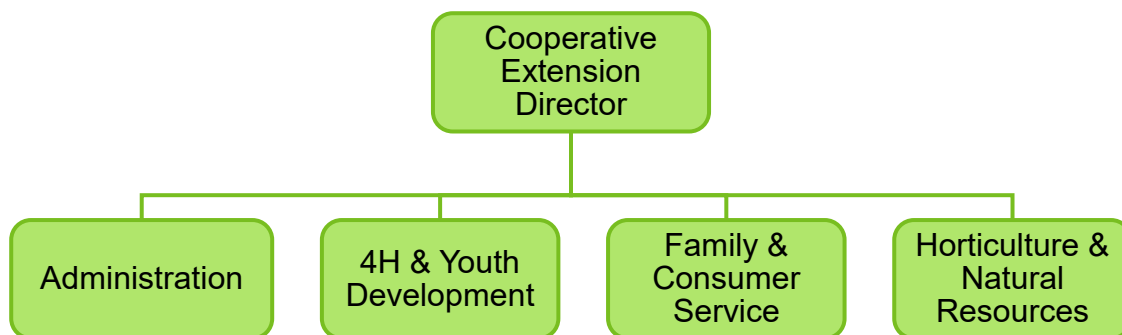 Cooperative
Extension
Director
Administration
4H & Youth
Development
Family &
Consumer
Service
Horticulture &
Natural
Resources